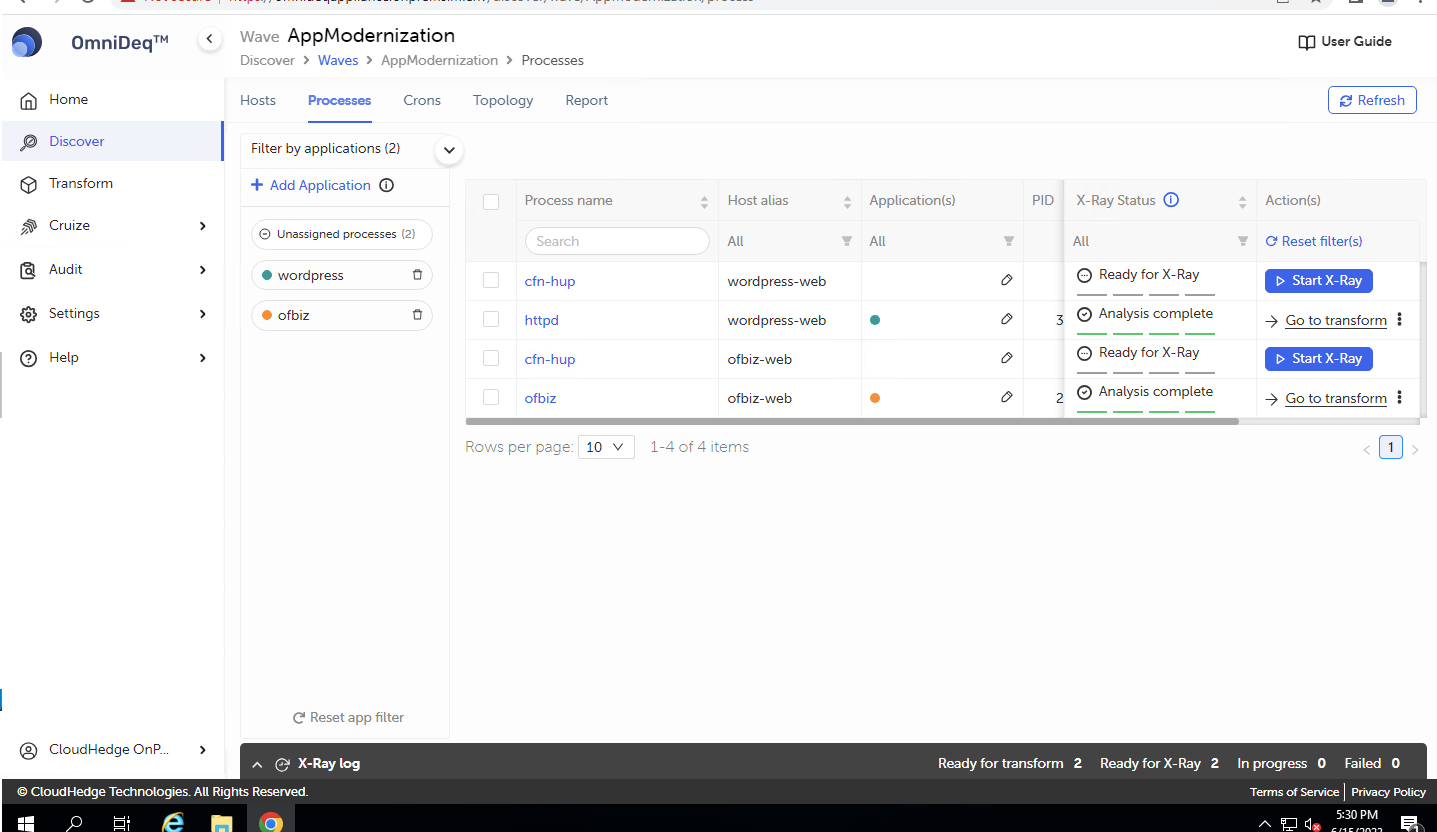 OmniDeq™
Wave AppModernization
User Guide
Discover > Waves > AppModernization > Processes
Home
Discover
Transform
Cruize
Audit
Settings
Help
CloudHedge OnP...
Hosts Processes Crons Topology Report
Refresh
Filter by applications (2)
+ Add Application
Unassigned processes (2)
wordpress
ofbiz
Reset app filter
Process name Host alias Application(s) PID X-Ray Status Action(s)
Search All All All Reset filter(s)
cfn-hup wordpress-web Ready for X-Ray Start X-Ray
httpd wordpress-web 3 Analysis complete Go to transform
cfn-hup ofbiz-web Ready for X-Ray Start X-Ray
ofbiz ofbiz-web 2 Analysis complete Go to transform
Rows per page: 10 1-4 of 4 items < 1 >
X-Ray log Ready for transform 2 Ready for X-Ray 2 In progress 0 Failed 0
© CloudHedge Technologies. All Rights Reserved.
Terms of Service Privacy Policy
5:30 PM